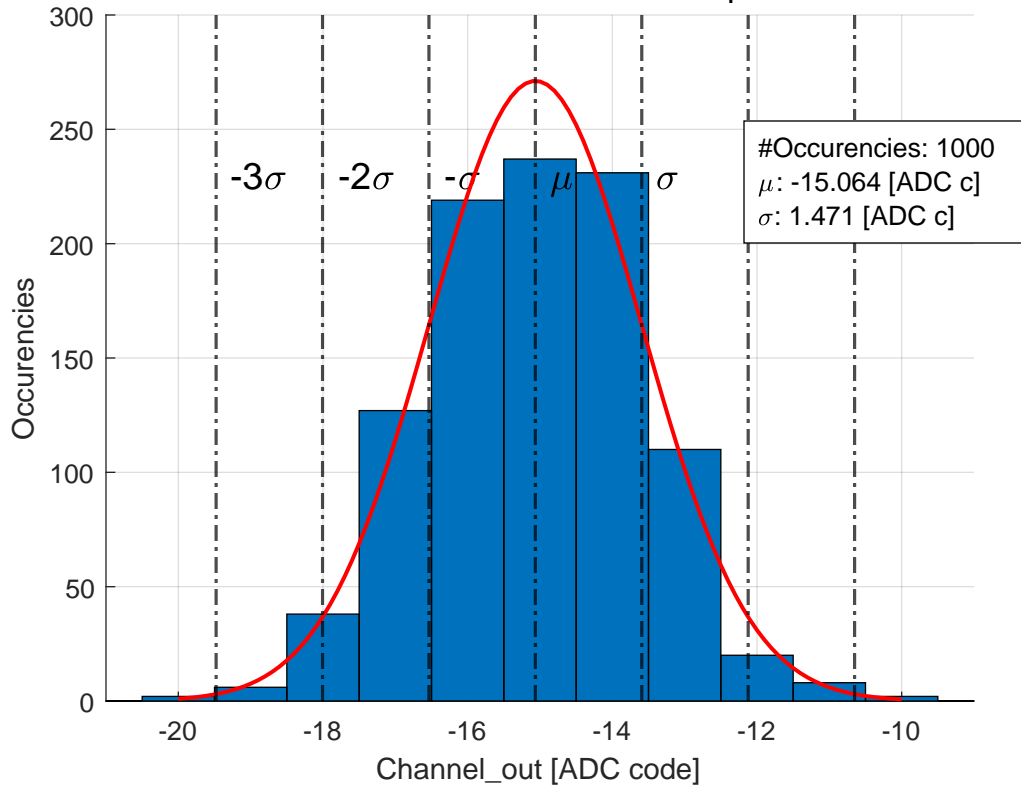 300
250
200
150
100
50
0
Occurencies
-3σ -2σ -σ μ σ
#Occurencies: 1000
μ: -15.064 [ADC c]
σ: 1.471 [ADC c]
-20 -18 -16 -14 -12 -10
Channel_out [ADC code]